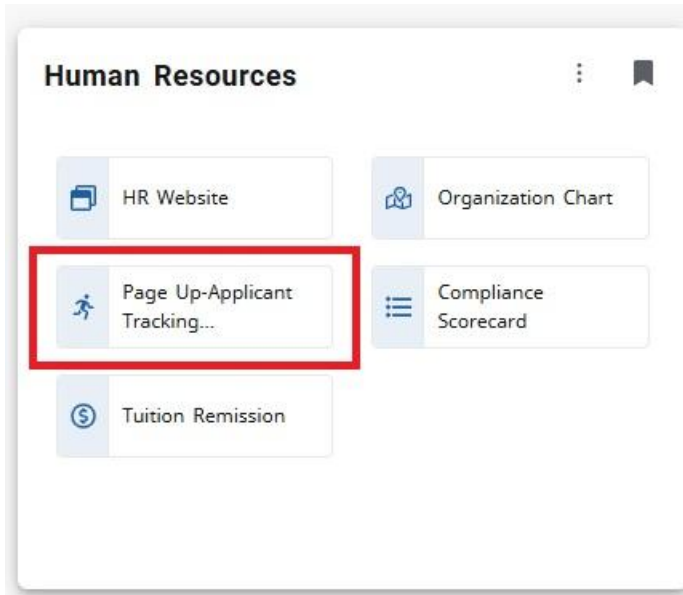 Human Resources
HR Website
Organization Chart
Page Up-Applicant
Tracking...
Compliance
Scorecard
Tuition Remission